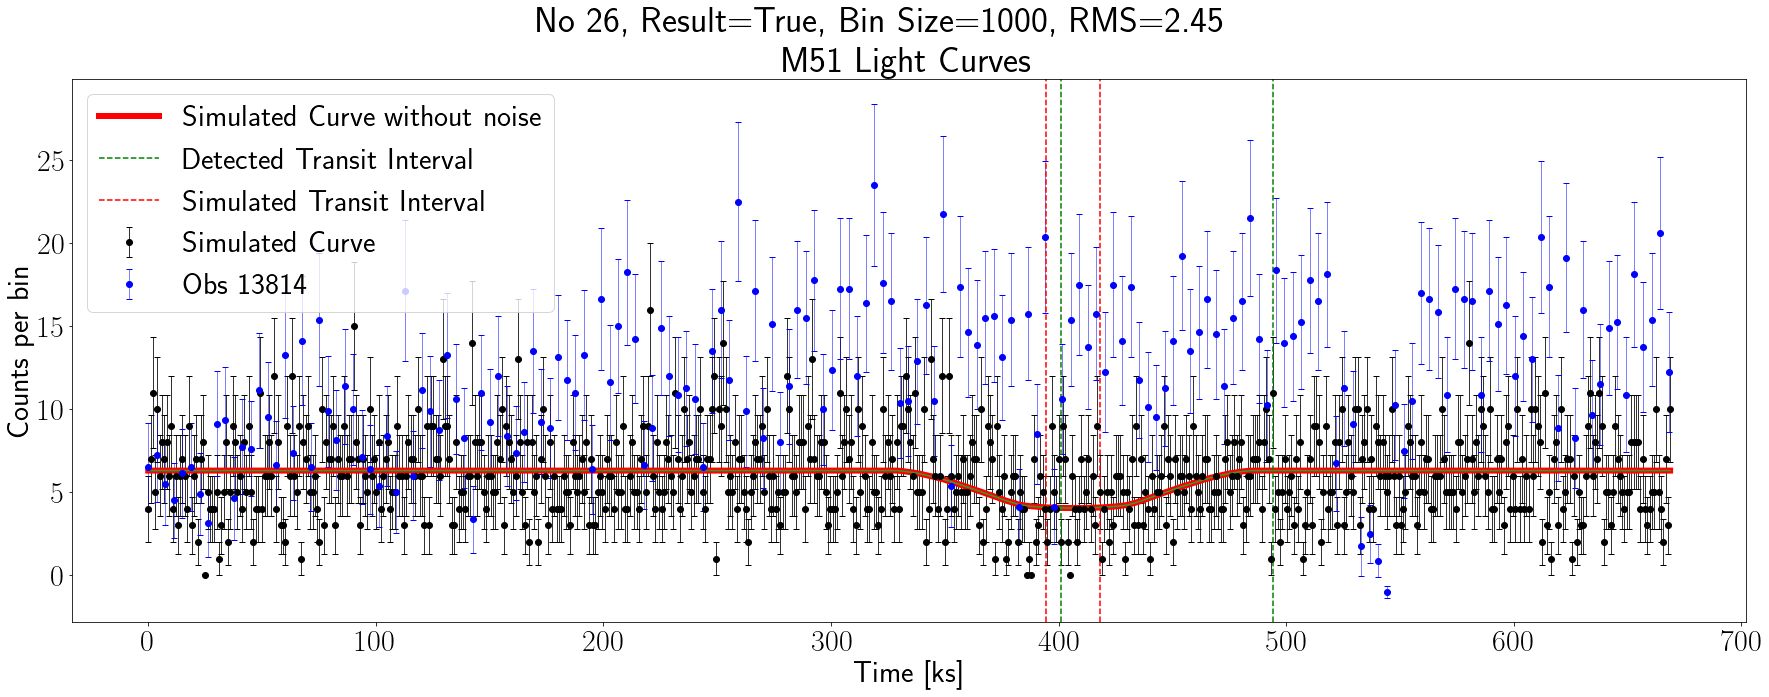 No 26, Result=True, Bin Size=1000, RMS=2.45
M51 Light Curves
Simulated Curve without noise
Detected Transit Interval
Simulated Transit Interval
Simulated Curve
Obs 13814
Counts per bin
25
20
15
10
5
0
0 100 200 300 400 500 600 700
Time [ks]